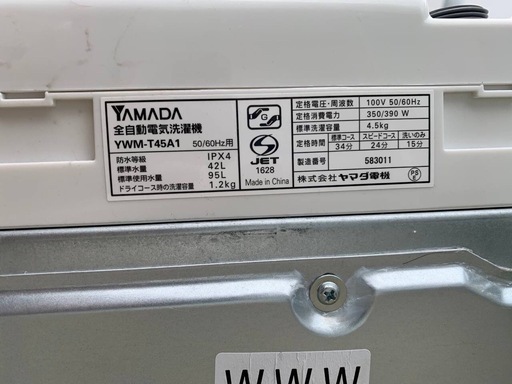 YAMADA
全自動電気洗濯機
YWM-T45A1 50/60Hz用
防水等級 IPX4
標準水量 42L
標準使用水量 95L
ドライコース時の洗濯容量 1.2kg
G
JET
1628
Made in China
定格電圧・周波数 100V 50/60Hz
定格消費電力 350/390 W
標準洗濯・脱水容量 4.5kg
標準コース スピードコース 洗いのみ
34分 24分 15分
製造番号 583011
株式会社 ヤマダ電機
PS E
WWW